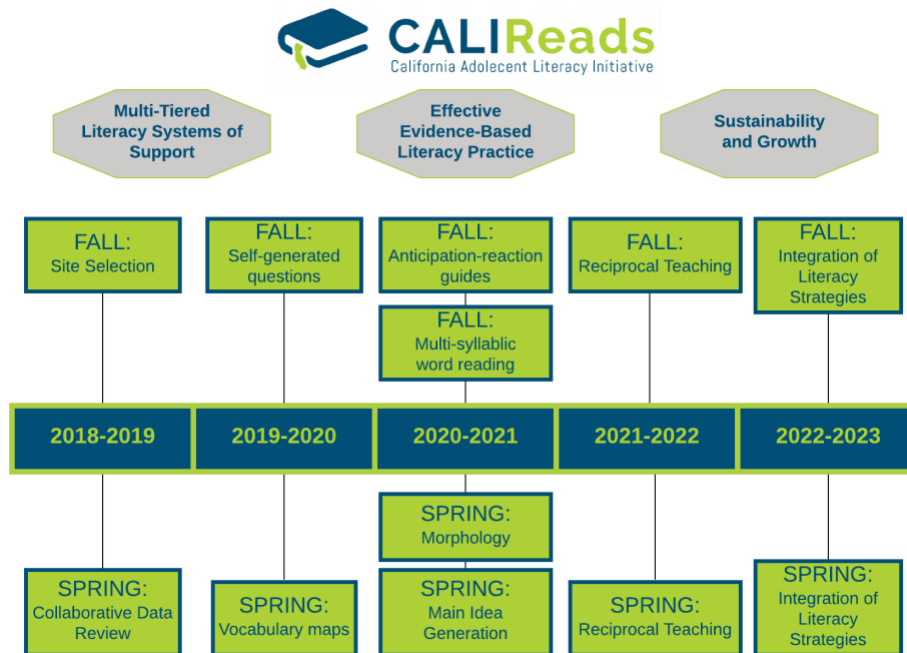 CALIReads
California Adolecent Literacy Initiative
Multi-Tiered
Literacy Systems of
Support
Effective
Evidence-Based
Literacy Practice
Sustainability
and Growth
FALL:
Site Selection
FALL:
Self-generated
questions
FALL:
Anticipation-reaction
guides
FALL:
Multi-syllablic
word reading
FALL:
Reciprocal Teaching
FALL:
Integration of
Literacy
Strategies
2018-2019
2019-2020
2020-2021
2021-2022
2022-2023
SPRING:
Collaborative Data
Review
SPRING:
Vocabulary maps
SPRING:
Morphology
SPRING:
Main Idea
Generation
SPRING:
Reciprocal Teaching
SPRING:
Integration of
Literacy
Strategies